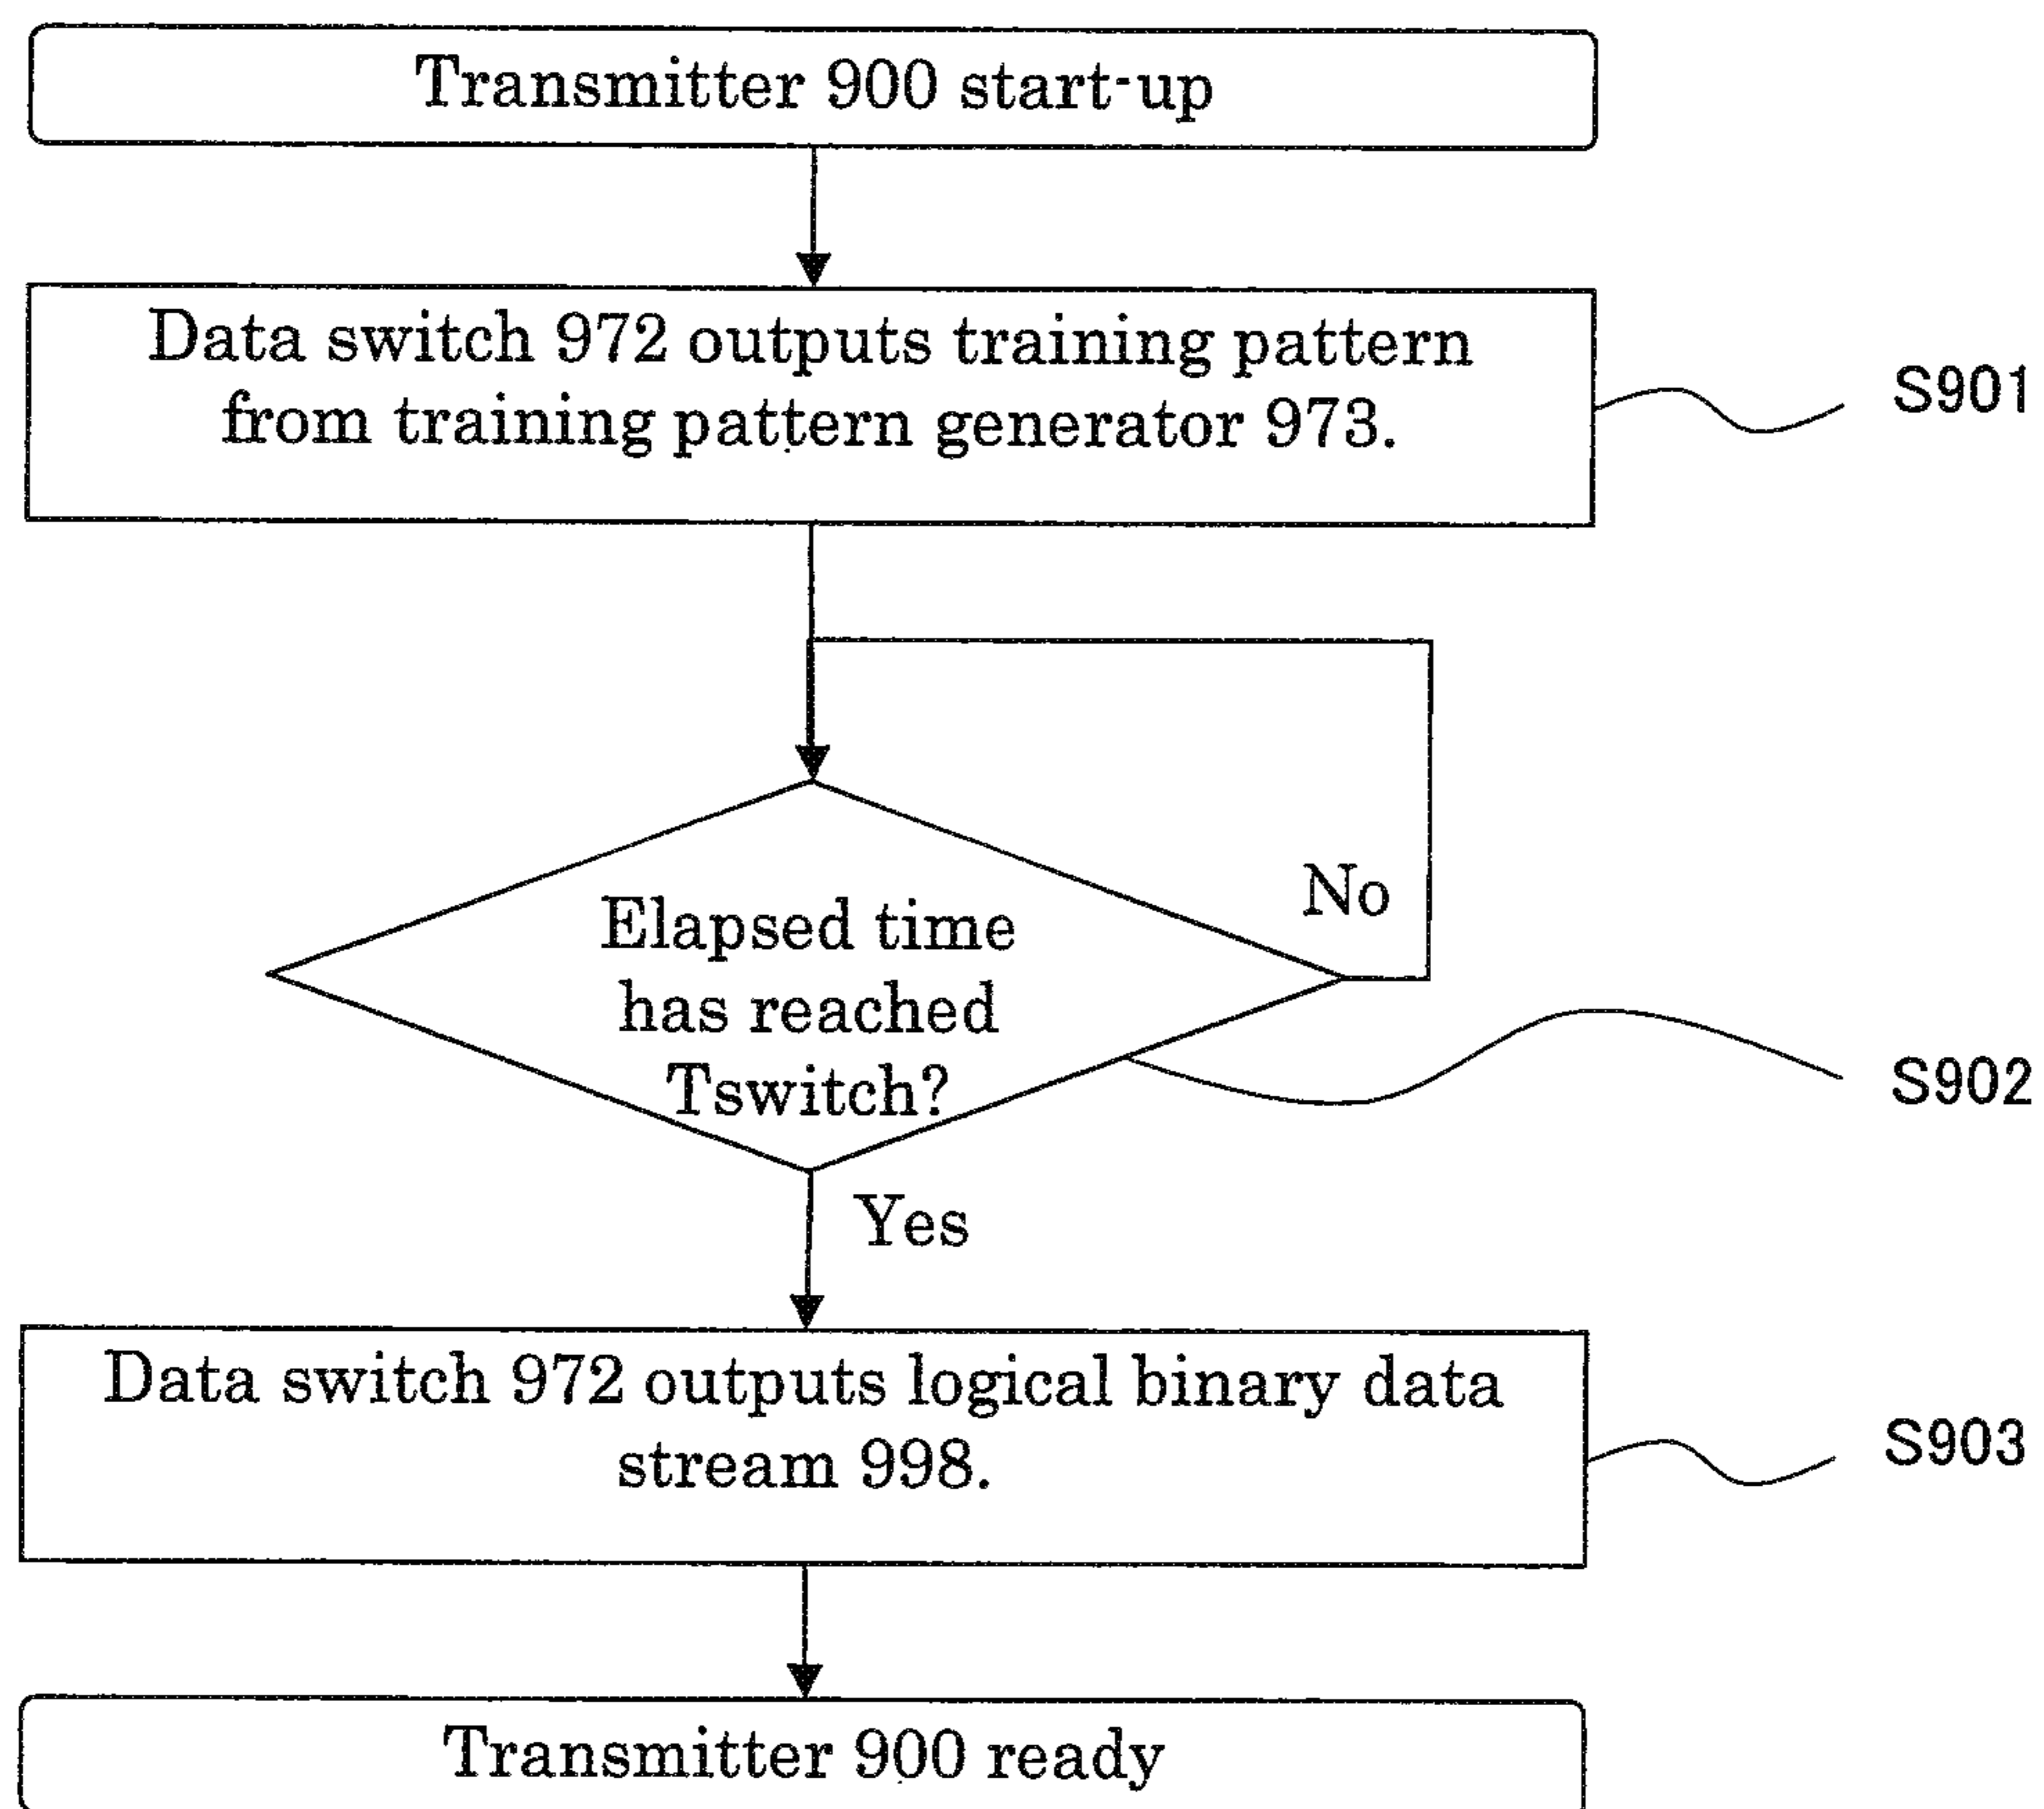 Transmitter 900 start-up
Data switch 972 outputs training pattern
from training pattern generator 973.
S901
No
Elapsed time
has reached
Tswitch?
S902
Yes
Data switch 972 outputs logical binary data
stream 998.
S903
Transmitter 900 ready